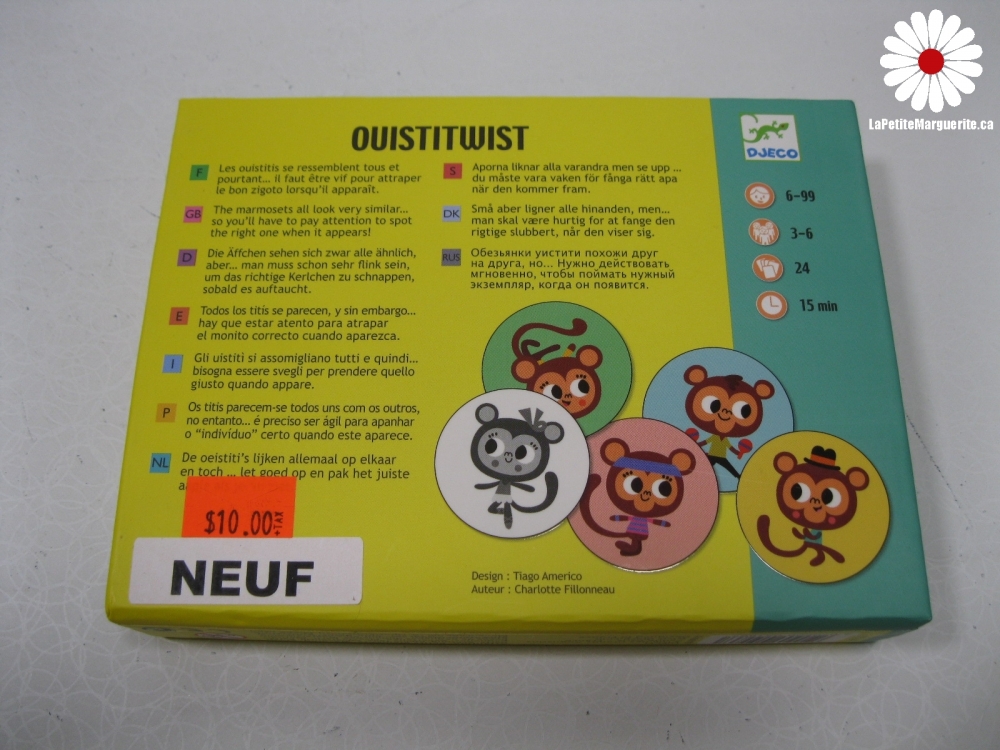 LaPetiteMarguerite.ca
OUISTITWIST
F
Les ouistitis se ressemblent tous et
pourtant... il faut être vif pour attraper
le bon zigoto lorsqu'il apparaît.
GB
The marmosets all look very similar...
so you'll have to pay attention to spot
the right one when it appears!
D
Die Äffchen sehen sich zwar alle ähnlich,
aber... man muss schon sehr flink sein,
um das richtige Kerlchen zu schnappen,
sobald es auftaucht.
E
Todos los titís se parecen, y sin embargo...
hay que estar atento para atrapar
el monito correcto cuando aparezca.
I
Gli uistitì si assomigliano tutti e quindi...
bisogna essere svegli per prendere quello
giusto quando appare.
P
Os titis parecem-se todos uns com os outros,
no entanto... é preciso ser ágil para apanhar
o "indivíduo" certo quando este aparece.
NL
De oeistiti's lijken allemaal op elkaar
en toch ... let goed op en pak het juiste
S
Aporna liknar alla varandra men se upp ...
du måste vara vaken för fånga rätt apa
när den kommer fram.
DK
Små aber ligner alle hinanden, men...
man skal være hurtig for at fange den
rigtige slubbert, når den viser sig.
RUS
Обезьянки уистити похожи друг
на друга, но... Нужно действовать
мгновенно, чтобы поймать нужный
экземпляр, когда он появится.
DJECO
6-99
3-6
24
15 min
$10.00
+TAX
NEUF
Design : Tiago Americo
Auteur : Charlotte Fillonneau